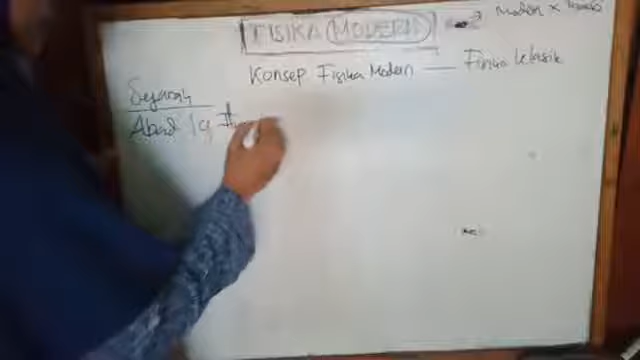 FISIKA MODERN
Modern x
Konsep Fisika Modern — Fisika klasik
Sejarah
Abad 19